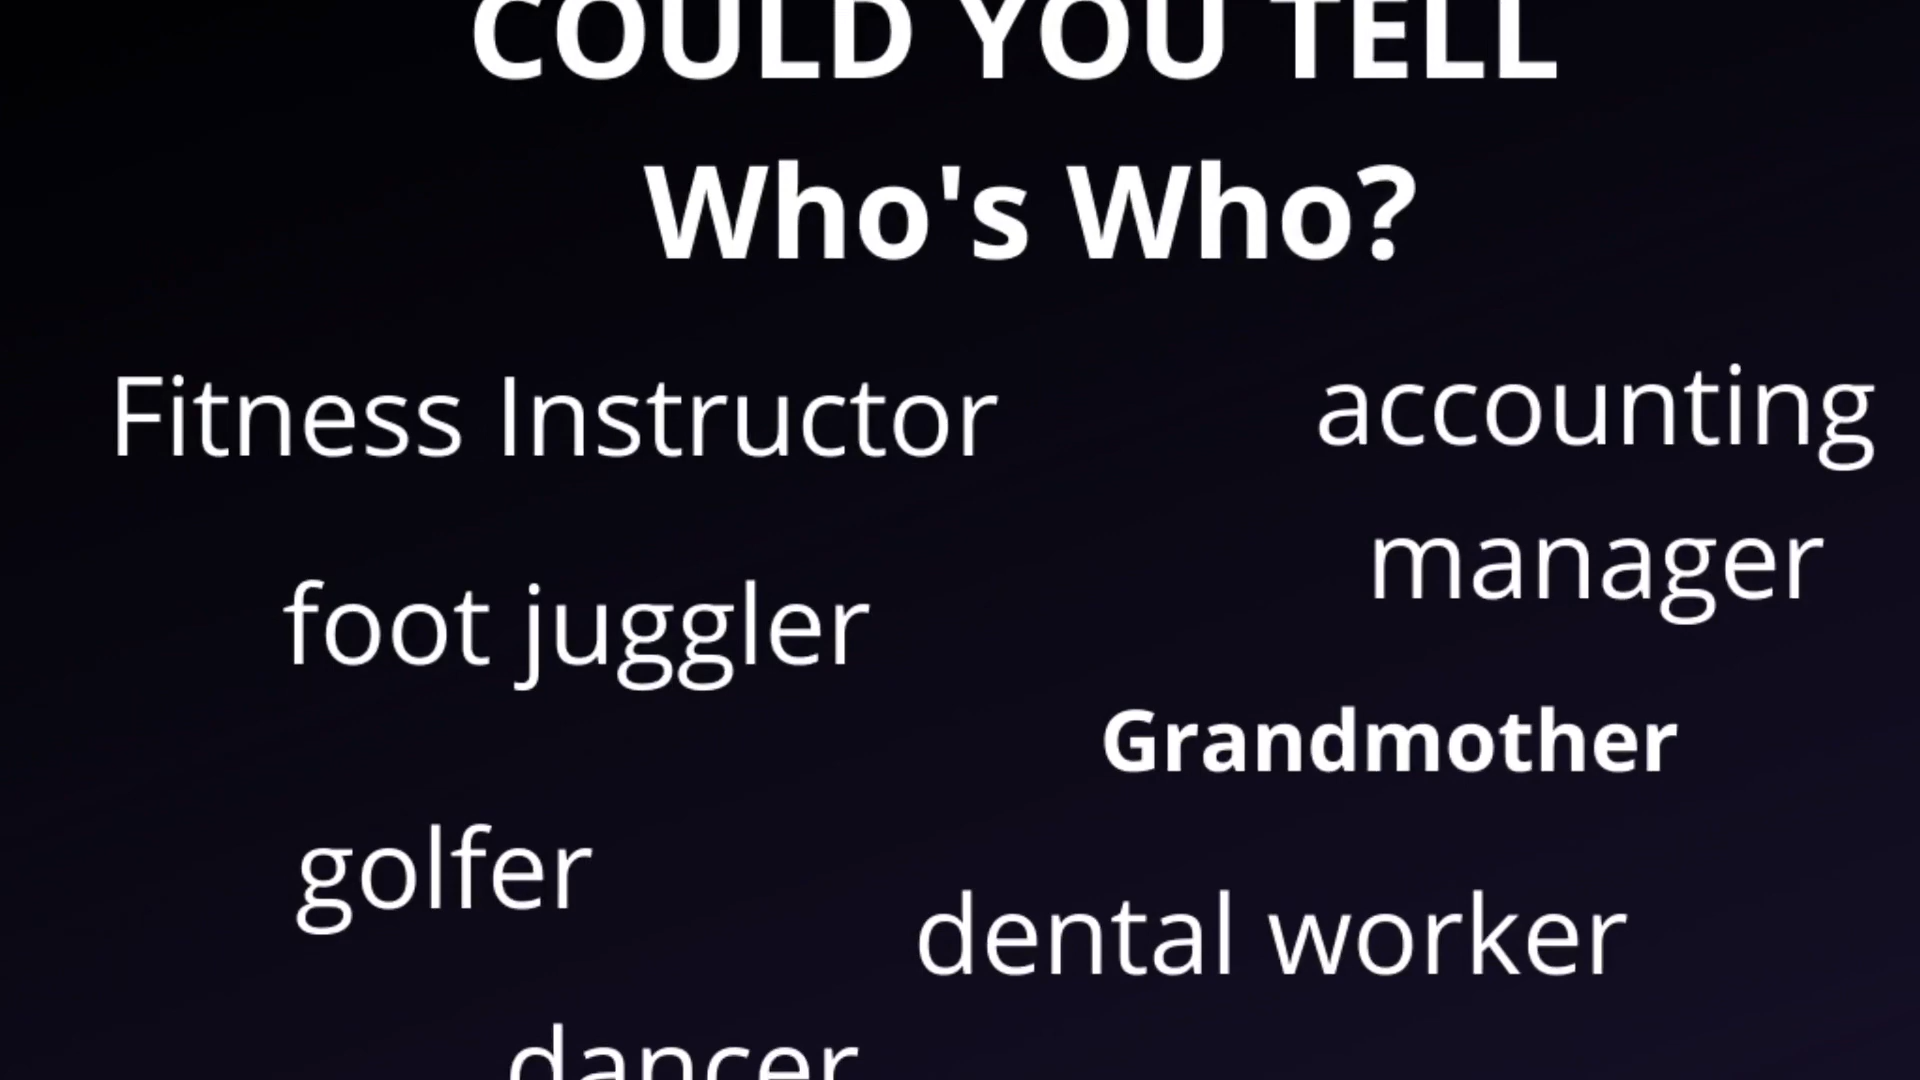 COULD YOU TELL
Who's Who?
Fitness Instructor
accounting
manager
foot juggler
Grandmother
golfer
dental worker
dancer